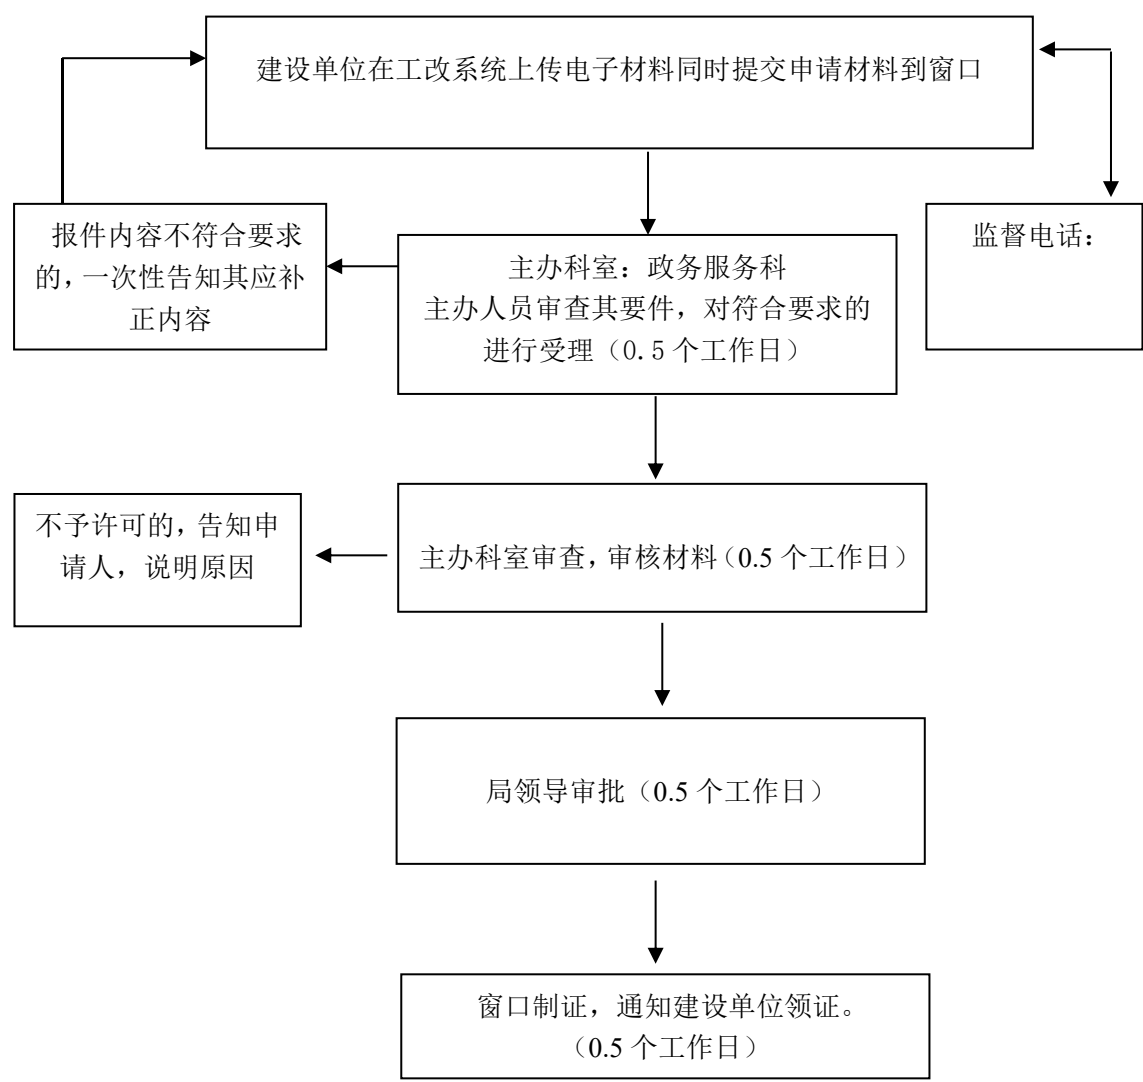 建设单位在工改系统上传电子材料同时提交申请材料到窗口
报件内容不符合要求
的，一次性告知其应补
正内容
监督电话：
主办科室：政务服务科
主办人员审查其要件，对符合要求的
进行受理（0.5 个工作日）
不予许可的，告知申
请人，说明原因
主办科室审查，审核材料（0.5 个工作日）
局领导审批（0.5 个工作日）
窗口制证，通知建设单位领证。
（0.5 个工作日）